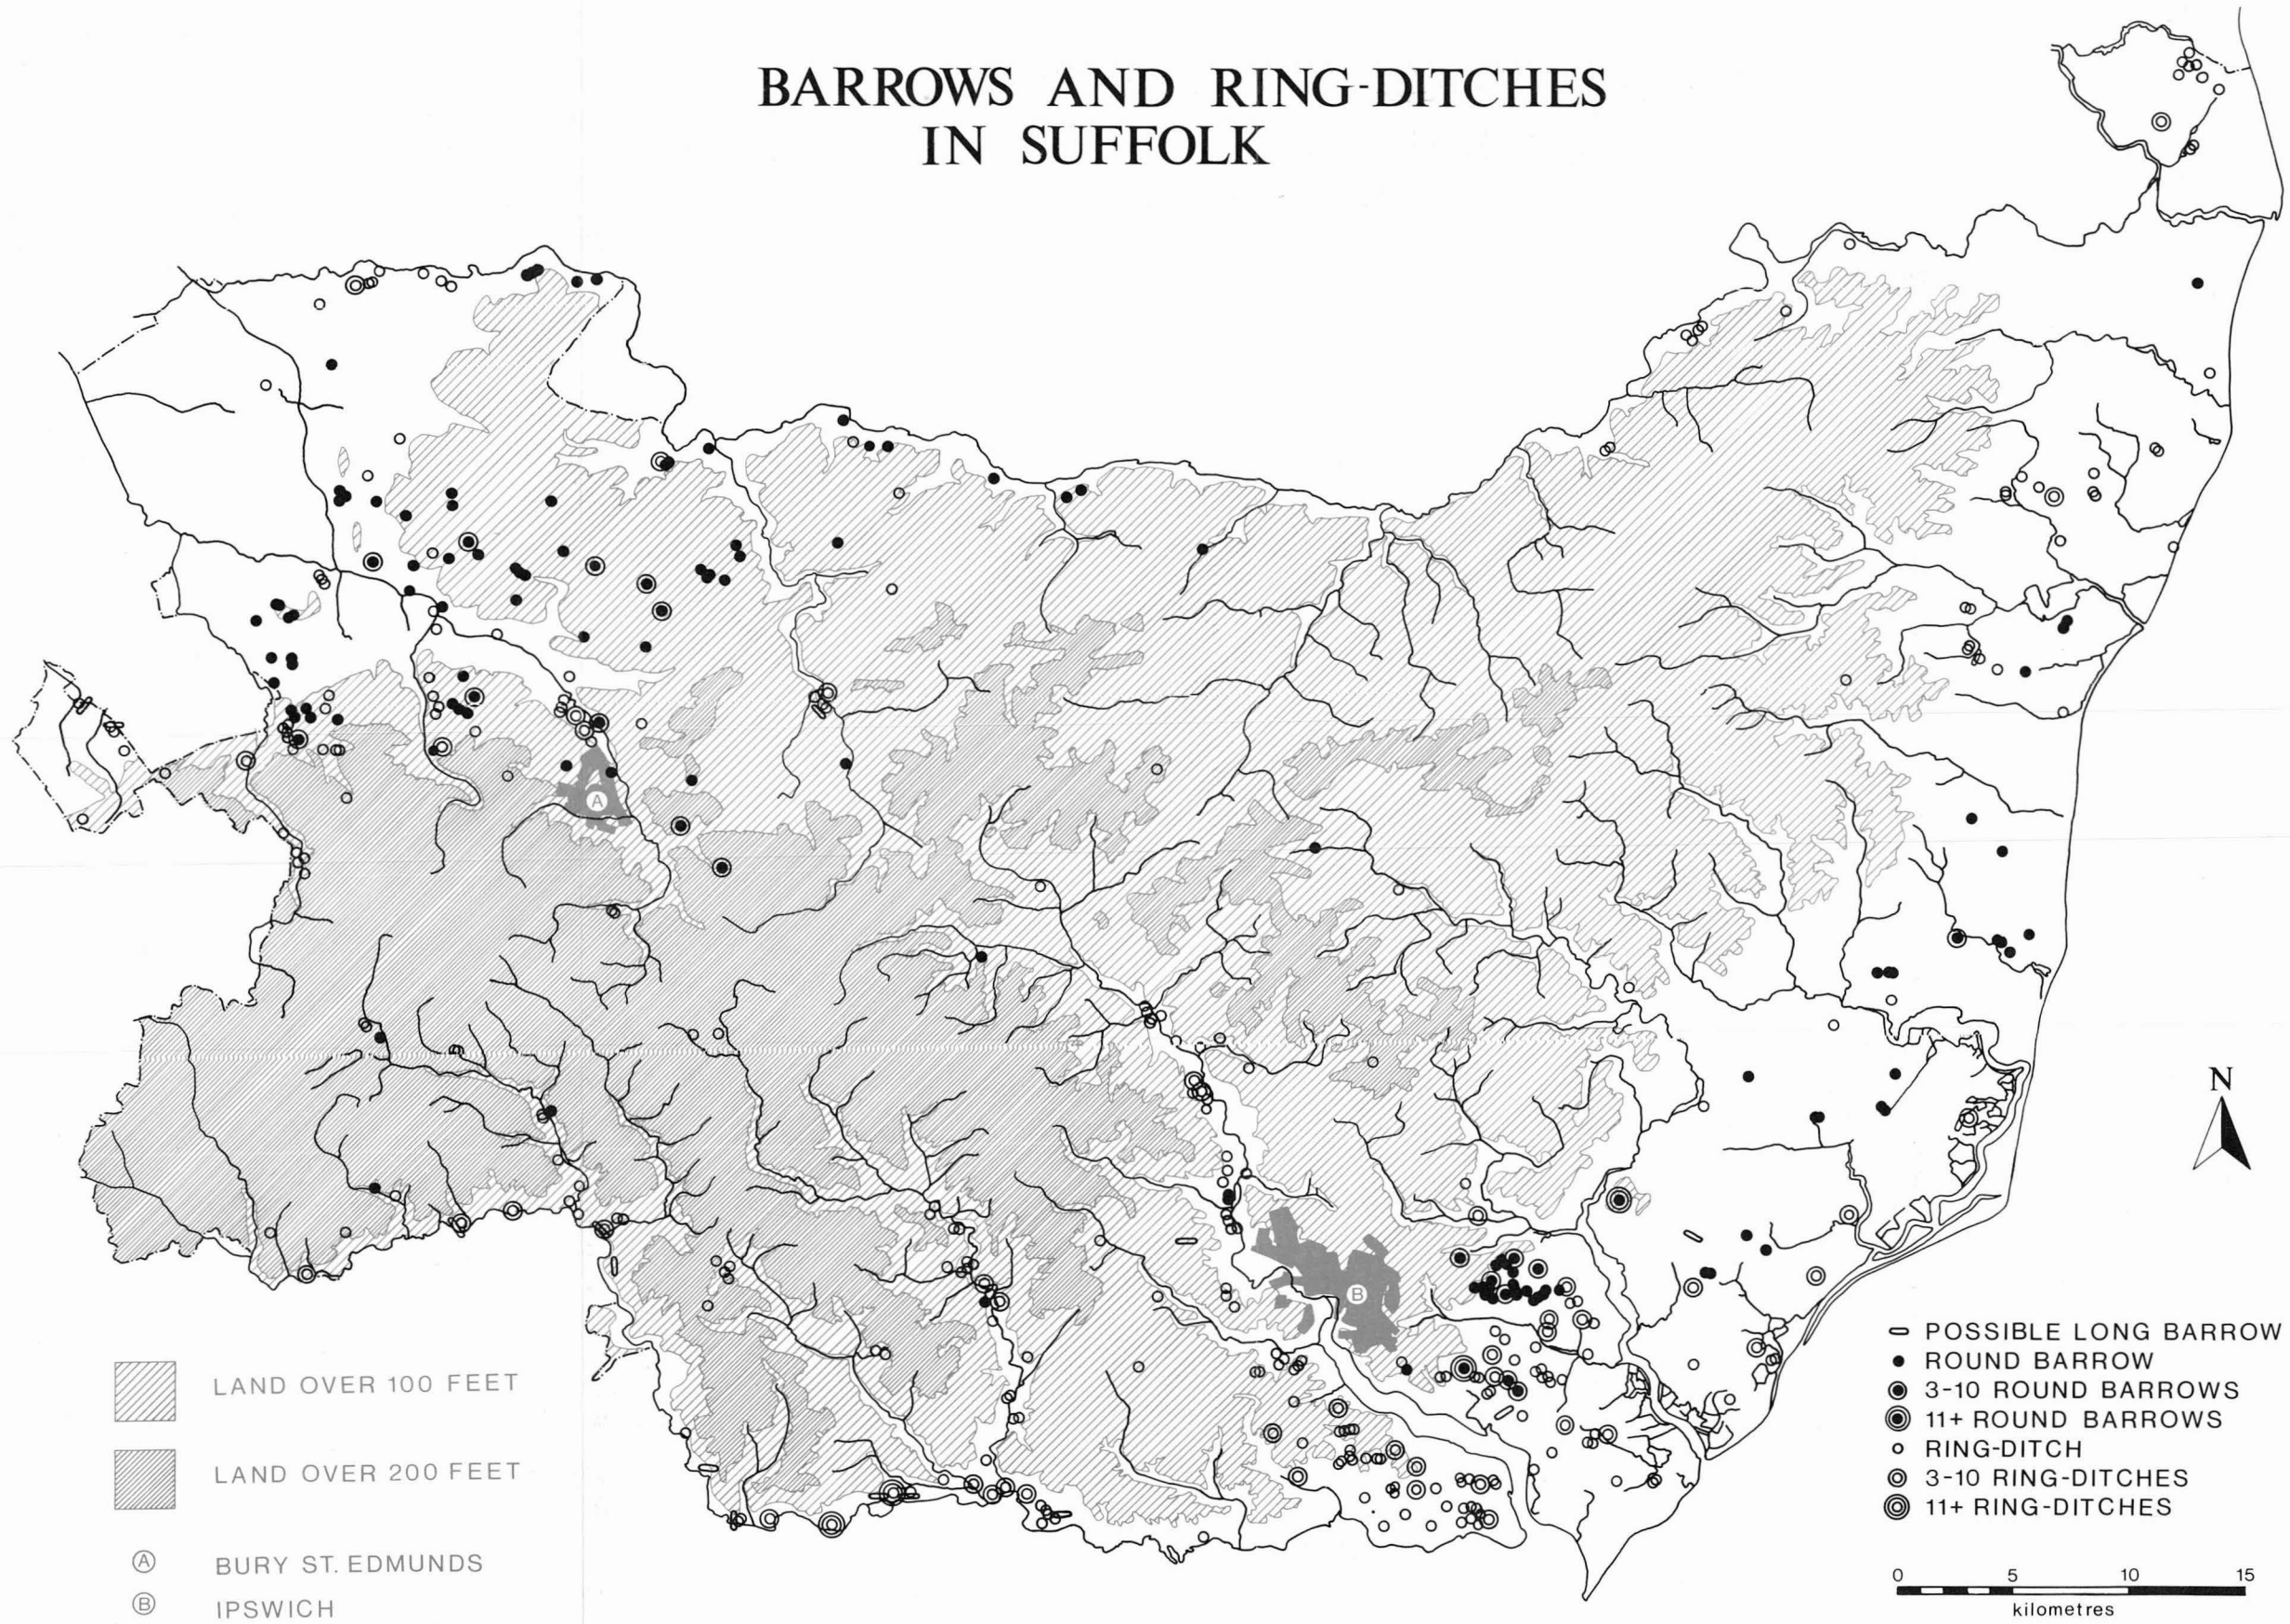 BARROWS AND RING-DITCHES
IN SUFFOLK
A
B
N
POSSIBLE LONG BARROW
ROUND BARROW
3-10 ROUND BARROWS
11+ ROUND BARROWS
RING-DITCH
3-10 RING-DITCHES
11+ RING-DITCHES
LAND OVER 100 FEET
LAND OVER 200 FEET
A BURY ST. EDMUNDS
B IPSWICH
0 5 10 15
kilometres